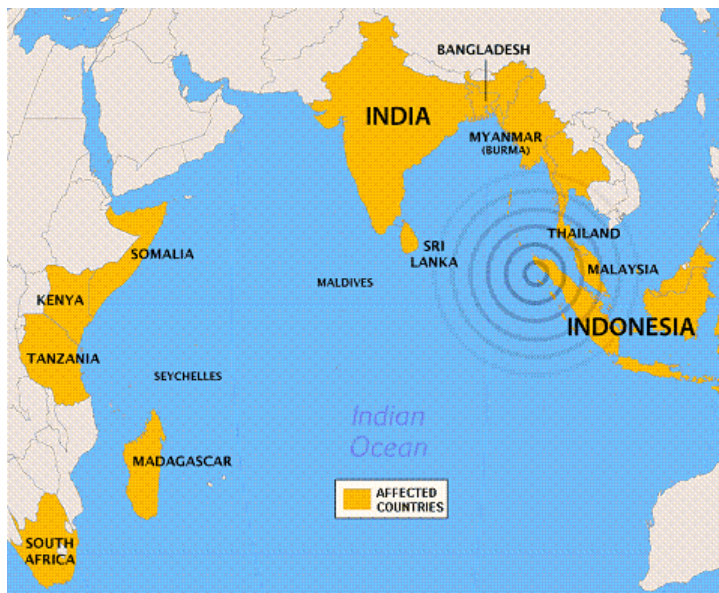 BANGLADESH
INDIA
MYANMAR
(BURMA)
THAILAND
SRI
LANKA
SOMALIA
MALAYSIA
MALDIVES
KENYA
INDONESIA
TANZANIA
SEYCHELLES
Indian
Ocean
MADAGASCAR
AFFECTED
COUNTRIES
SOUTH
AFRICA